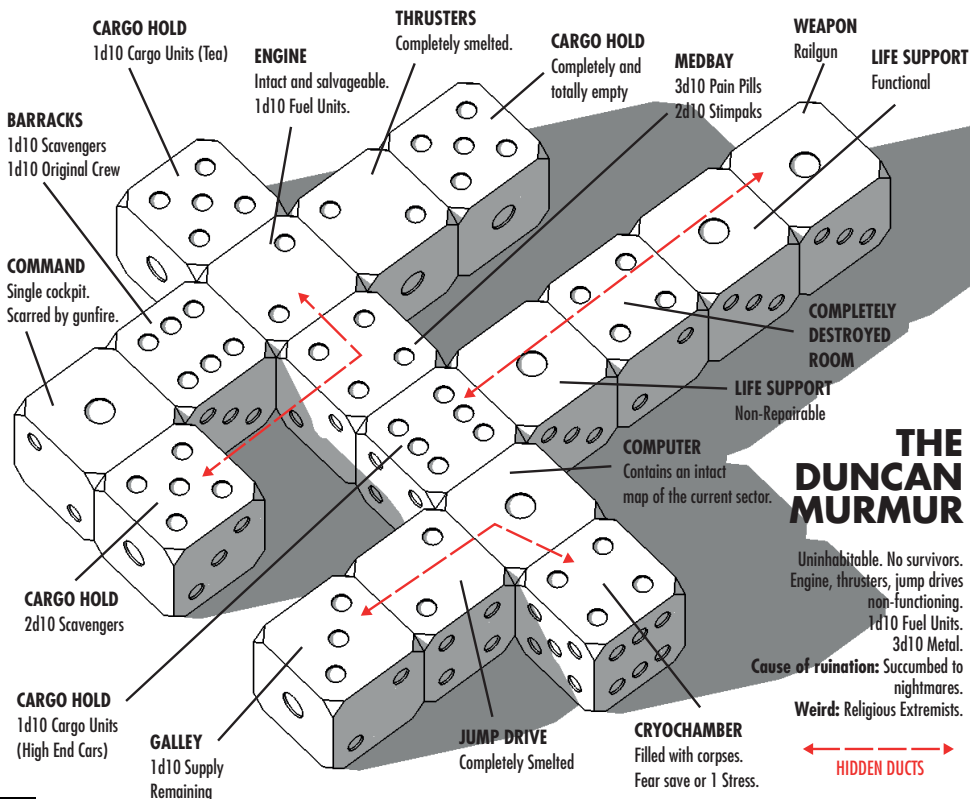 CARGO HOLD
1d10 Cargo Units (Tea)
THRUSTERS
Completely smelted.
ENGINE
Intact and salvageable.
1d10 Fuel Units.
CARGO HOLD
Completely and
totally empty
MEDBAY
3d10 Pain Pills
2d10 Stimpaks
WEAPON
Railgun
LIFE SUPPORT
Functional
BARRACKS
1d10 Scavengers
1d10 Original Crew
COMMAND
Single cockpit.
Scarred by gunfire.
COMPLETELY
DESTROYED
ROOM
LIFE SUPPORT
Non-Repairable
COMPUTER
Contains an intact
map of the current sector.
THE
DUNCAN
MURMUR
Uninhabitable. No survivors.
Engine, thrusters, jump drives
non-functioning.
1d10 Fuel Units.
3d10 Metal.
Cause of ruination: Succumbed to
nightmares.
Weird: Religious Extremists.
HIDDEN DUCTS
CARGO HOLD
2d10 Scavengers
CARGO HOLD
1d10 Cargo Units
(High End Cars)
GALLEY
1d10 Supply
Remaining
JUMP DRIVE
Completely Smelted
CRYOCHAMBER
Filled with corpses.
Fear save or 1 Stress.